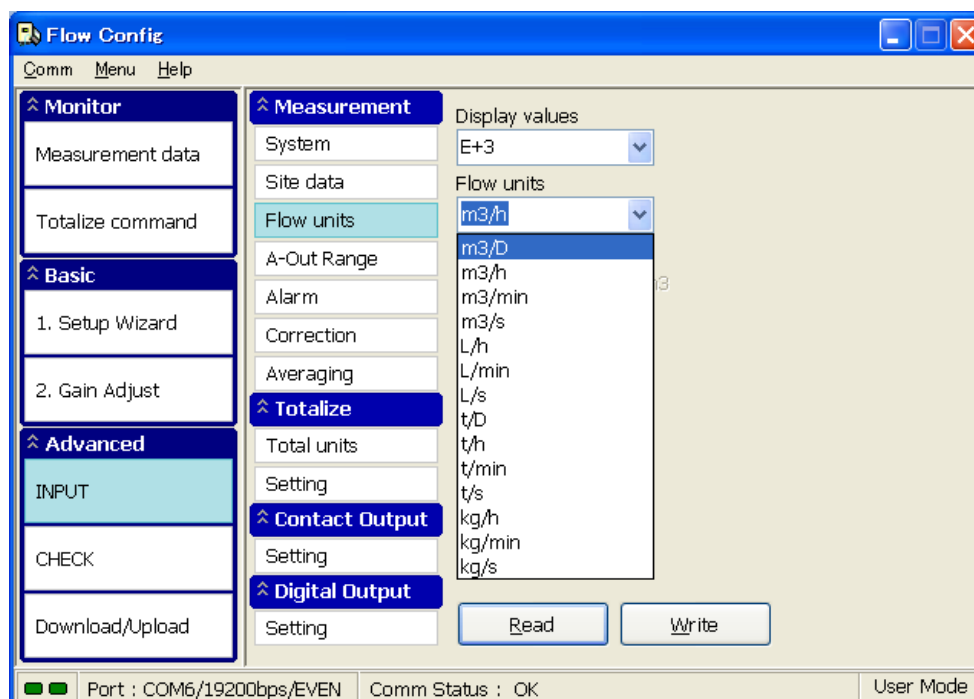 Flow Config
Comm Menu Help
Monitor
Measurement data
Totalize command
Basic
1. Setup Wizard
2. Gain Adjust
Advanced
INPUT
CHECK
Download/Upload
Measurement
System
Site data
Flow units
A-Out Range
Alarm
Correction
Averaging
Totalize
Total units
Setting
Contact Output
Setting
Digital Output
Setting
Display values
E+3
Flow units
m3/h
m3/D
m3/h
m3/min
m3/s
L/h
L/min
L/s
t/D
t/h
t/min
t/s
kg/h
kg/min
kg/s
Read
Write
Port : COM6/19200bps/EVEN
Comm Status : OK
User Mode